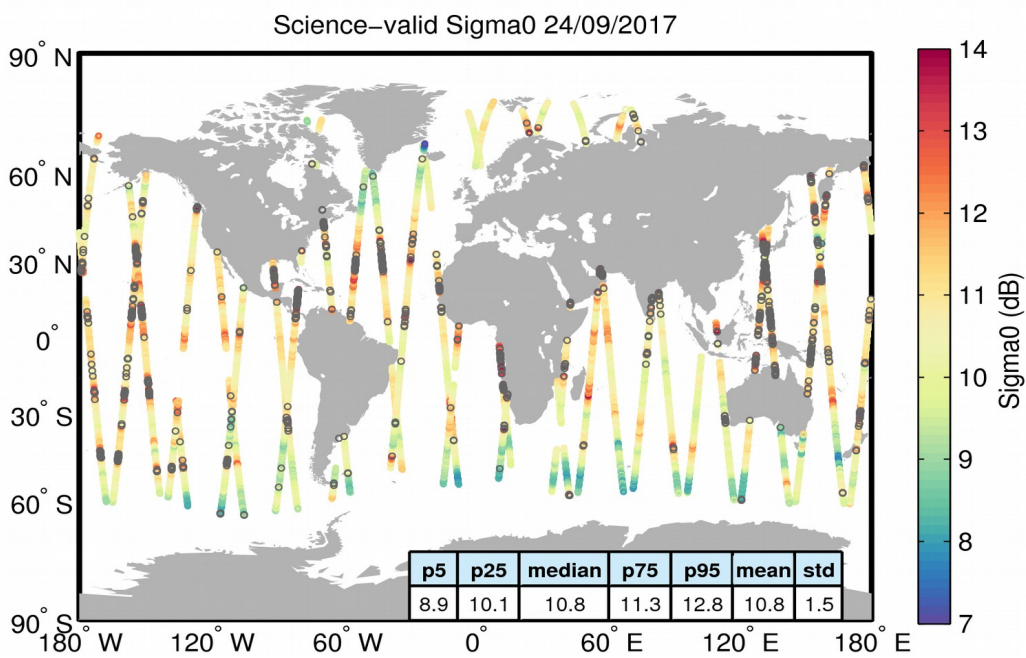 Science−valid Sigma0 24/09/2017
90° N
60° N
30° N
0°
30° S
60° S
90° S
180° W
120° W
60° W
0°
60° E
120° E
180° E
p5 p25 median p75 p95 mean std
8.9 10.1 10.8 11.3 12.8 10.8 1.5
14
13
12
11
10
9
8
7
Sigma0 (dB)